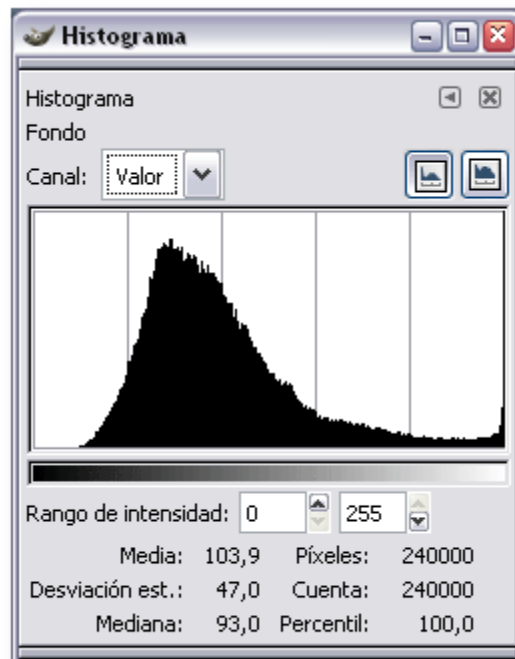 Histograma
Histograma
Fondo
Canal: Valor
Rango de intensidad: 0 255
Media: 103,9 Píxeles: 240000
Desviación est.: 47,0 Cuenta: 240000
Mediana: 93,0 Percentil: 100,0